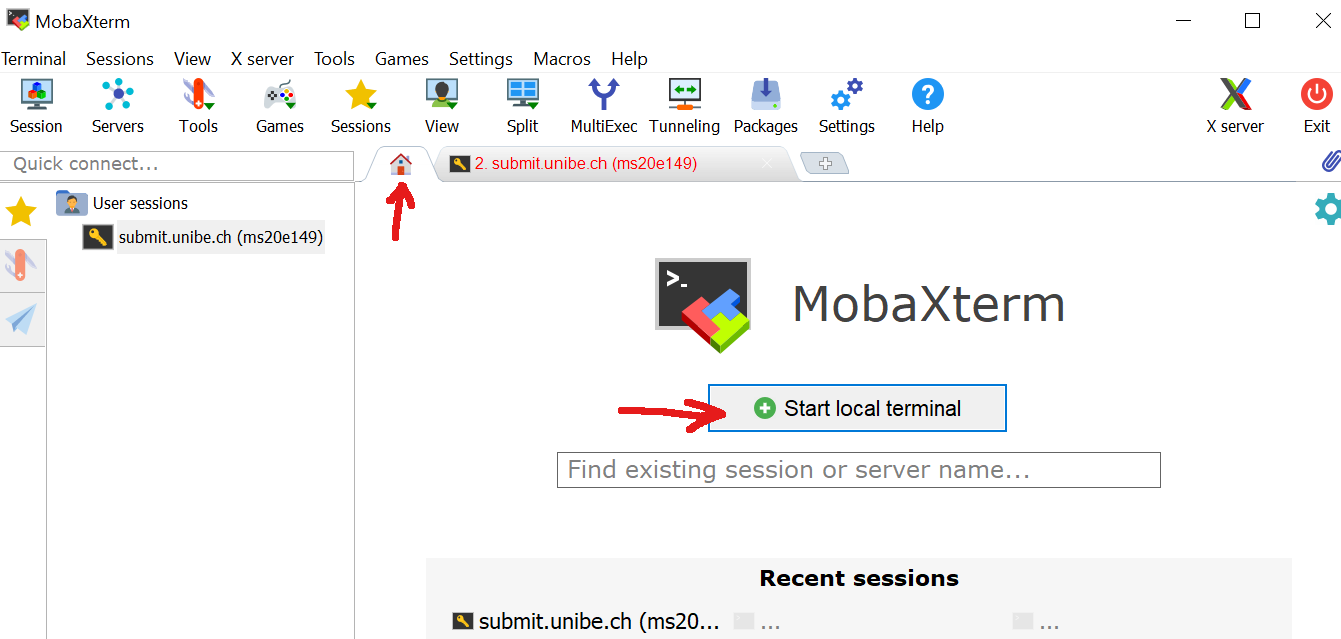 MobaXterm
Terminal Sessions View X server Tools Games Settings Macros Help
Session Servers Tools Games Sessions View Split MultiExec Tunneling Packages Settings Help X server Exit
Quick connect...
2. submit.unibe.ch (ms20e149)
User sessions
submit.unibe.ch (ms20e149)
>_
MobaXterm
Start local terminal
Find existing session or server name...
Recent sessions
submit.unibe.ch (ms20... ... ...